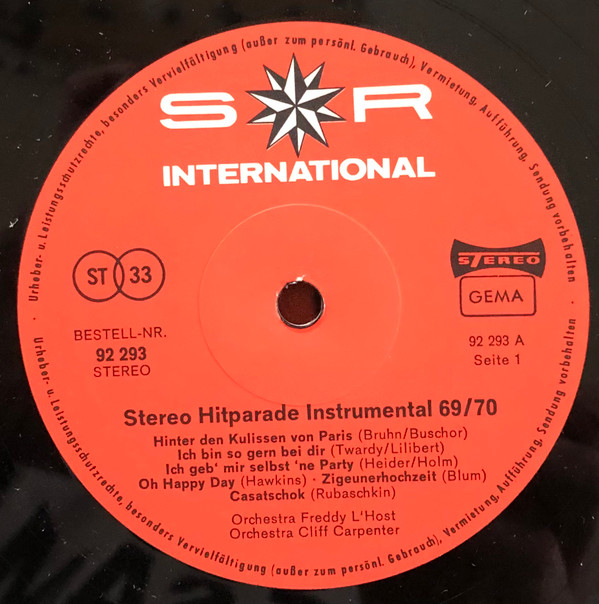 Urheber- u. Leistungsschutzrechte, besonders Vervielfältigung (außer zum persönl. Gebrauch), Vermietung, Aufführung, Sendung vorbehalten ·
S R
INTERNATIONAL
ST 33
STEREO
GEMA
BESTELL-NR.
92 293
STEREO
92 293 A
Seite 1
Stereo Hitparade Instrumental 69/70
Hinter den Kulissen von Paris (Bruhn/Buschor)
Ich bin so gern bei dir (Twardy/Lilibert)
Ich geb' mir selbst 'ne Party (Heider/Holm)
Oh Happy Day (Hawkins) · Zigeunerhochzeit (Blum)
Casatschok (Rubaschkin)
Orchestra Freddy L'Host
Orchestra Cliff Carpenter
Urheber- u. Leistungsschutzrechte, besonders Vervielfältigung (außer zum persönl. Gebrauch), Vermietung, Aufführung, Sendung vorbehalten ·